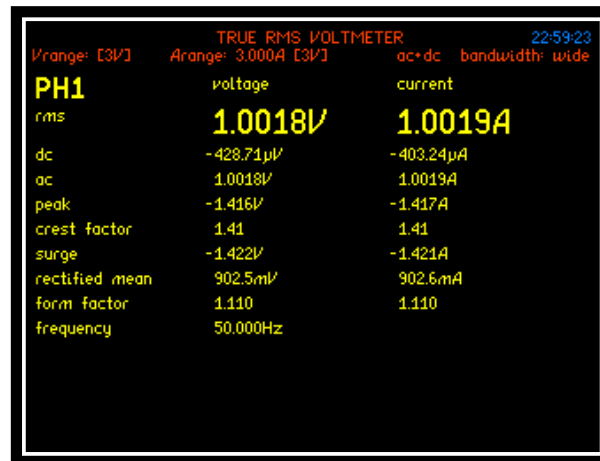 TRUE RMS VOLTMETER 22:59:23
Vrange: [3V] Arange: 3.000A [3V] ac+dc bandwidth: wide
PH1 voltage current
rms 1.0018V 1.0019A
dc -428.71µV -403.24µA
ac 1.0018V 1.0019A
peak -1.416V -1.417A
crest factor 1.41 1.41
surge -1.422V -1.421A
rectified mean 902.5mV 902.6mA
form factor 1.110 1.110
frequency 50.000Hz